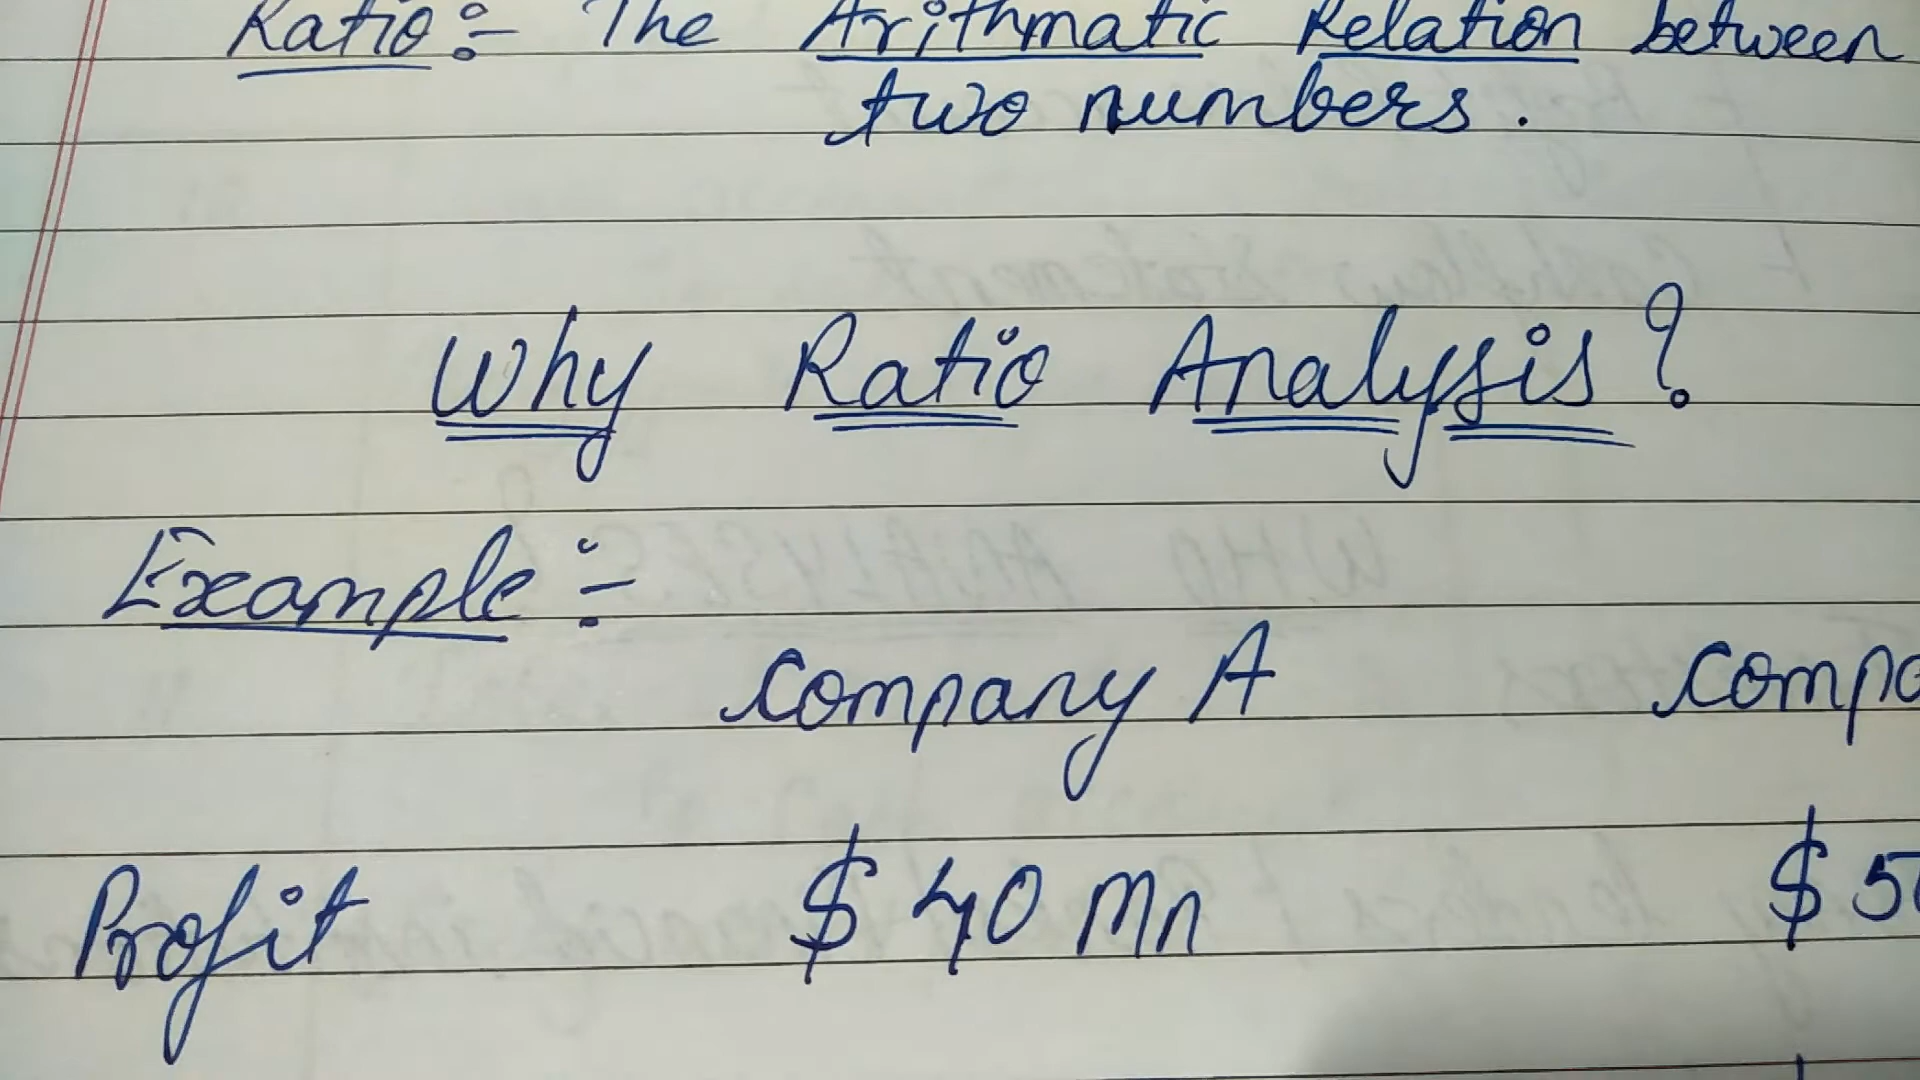 Ratio:- The Arithmatic Relation between
two numbers.
Why Ratio Analysis?
Example:-
Company A
Profit $ 40 Mn